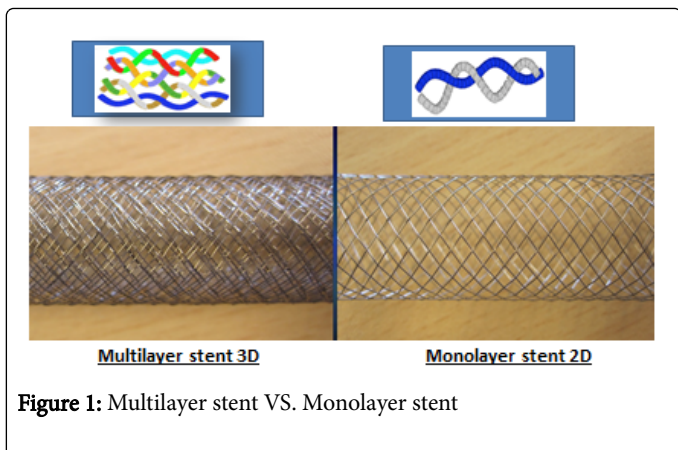 Multilayer stent 3D
Monolayer stent 2D
Figure 1: Multilayer stent VS. Monolayer stent